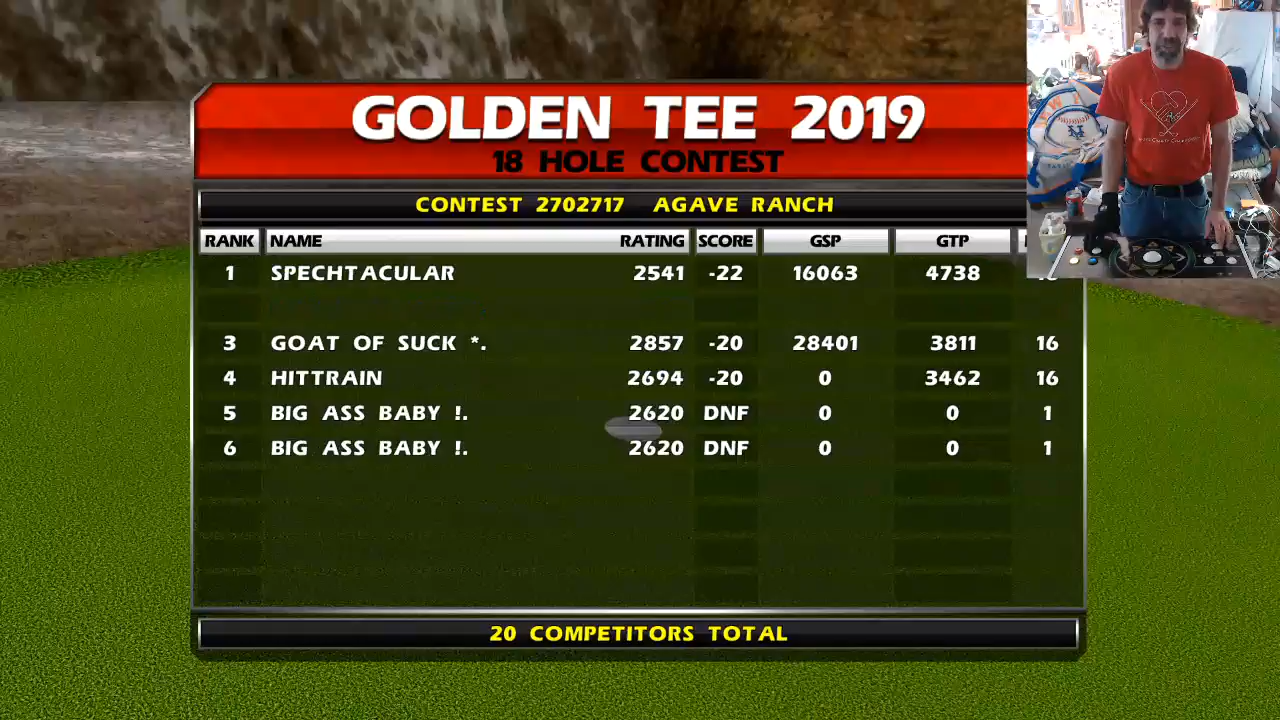 GOLDEN TEE 2019
18 HOLE CONTEST
CONTEST 2702717 AGAVE RANCH
RANK NAME RATING SCORE GSP GTP
1 SPECHTACULAR 2541 -22 16063 4738
3 GOAT OF SUCK *. 2857 -20 28401 3811 16
4 HITTRAIN 2694 -20 0 3462 16
5 BIG ASS BABY !. 2620 DNF 0 0 1
6 BIG ASS BABY !. 2620 DNF 0 0 1
20 COMPETITORS TOTAL